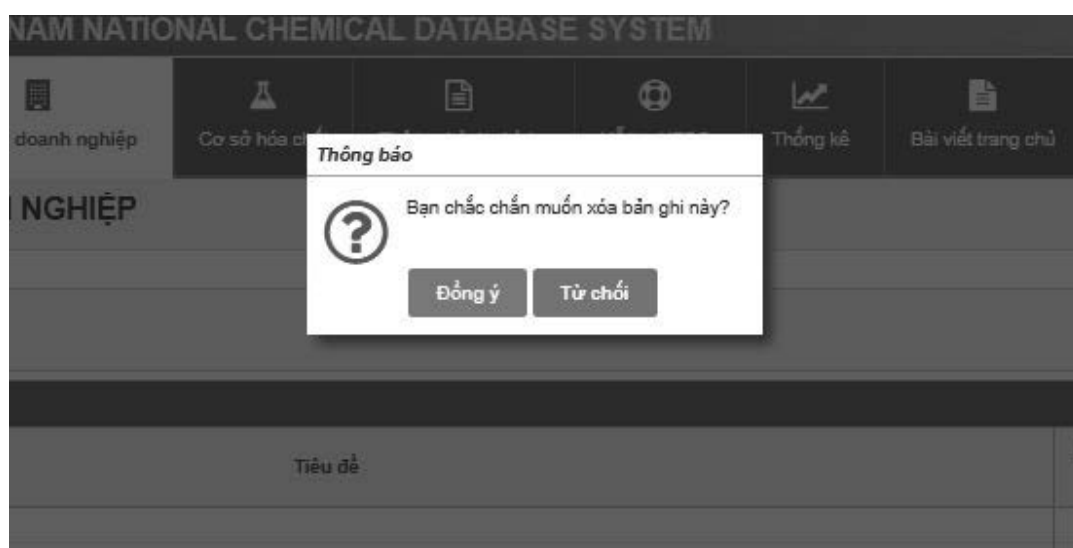 NAM NATIONAL CHEMICAL DATABASE SYSTEM
doanh nghiệp
Cơ sở hóa
Thống kê
Bài viết trang chủ
NGHIỆP
Thông báo
Bạn chắc chắn muốn xóa bản ghi này?
Đồng ý
Từ chối
Tiêu đề